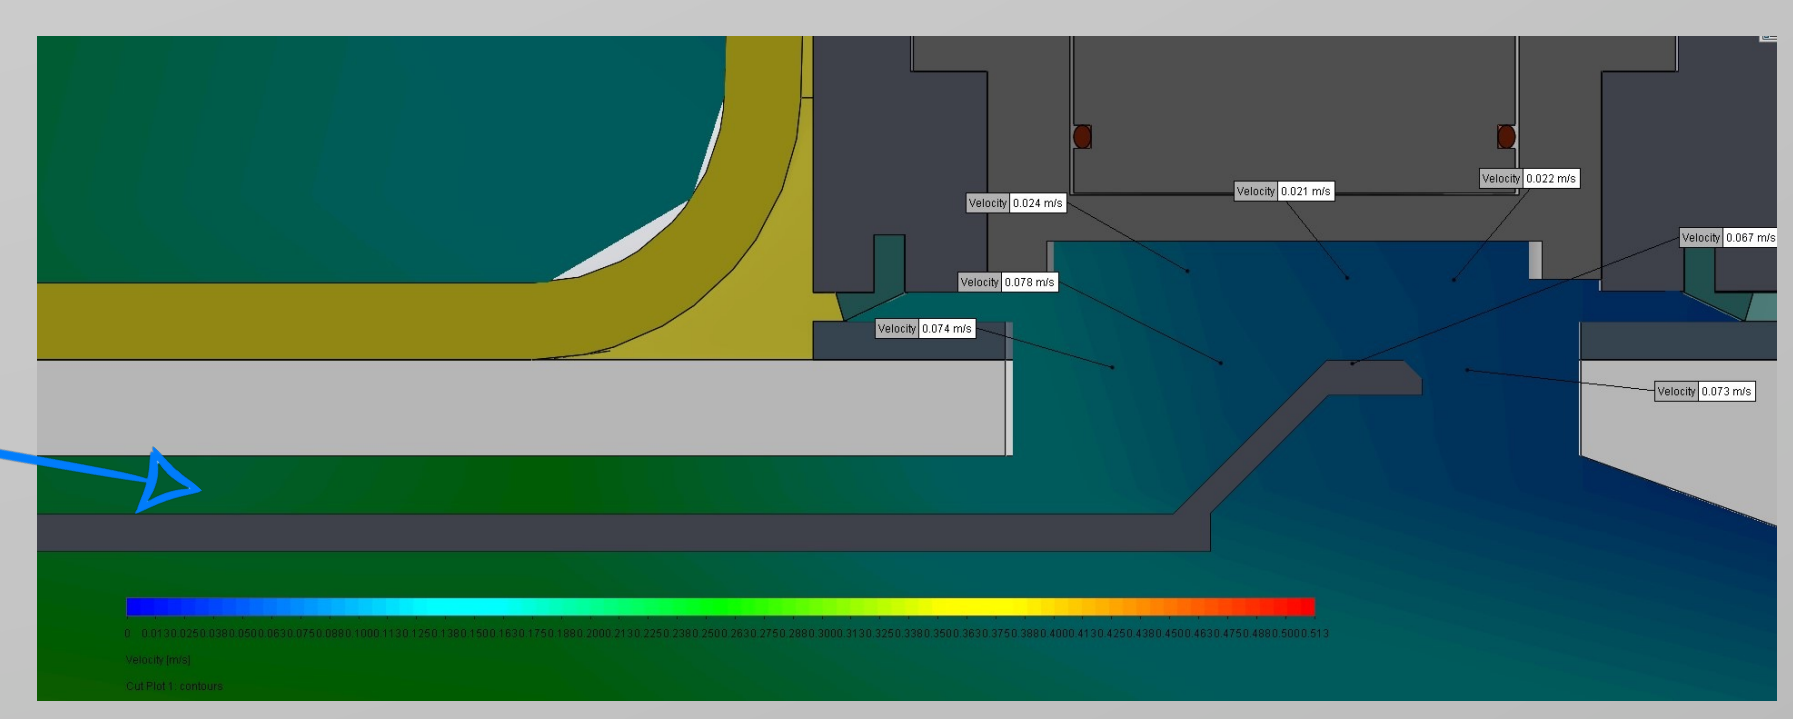 Velocity 0.022 m/s
Velocity 0.021 m/s
Velocity 0.024 m/s
Velocity 0.067 m/s
Velocity 0.078 m/s
Velocity 0.074 m/s
Velocity 0.073 m/s
0 0.013 0.025 0.038 0.050 0.063 0.075 0.088 0.100 0.113 0.125 0.138 0.150 0.163 0.175 0.188 0.200 0.213 0.225 0.238 0.250 0.263 0.275 0.288 0.300 0.313 0.325 0.338 0.350 0.363 0.375 0.388 0.400 0.413 0.425 0.438 0.450 0.463 0.475 0.488 0.500 0.513
Velocity [m/s]
Cut Plot 1: contours